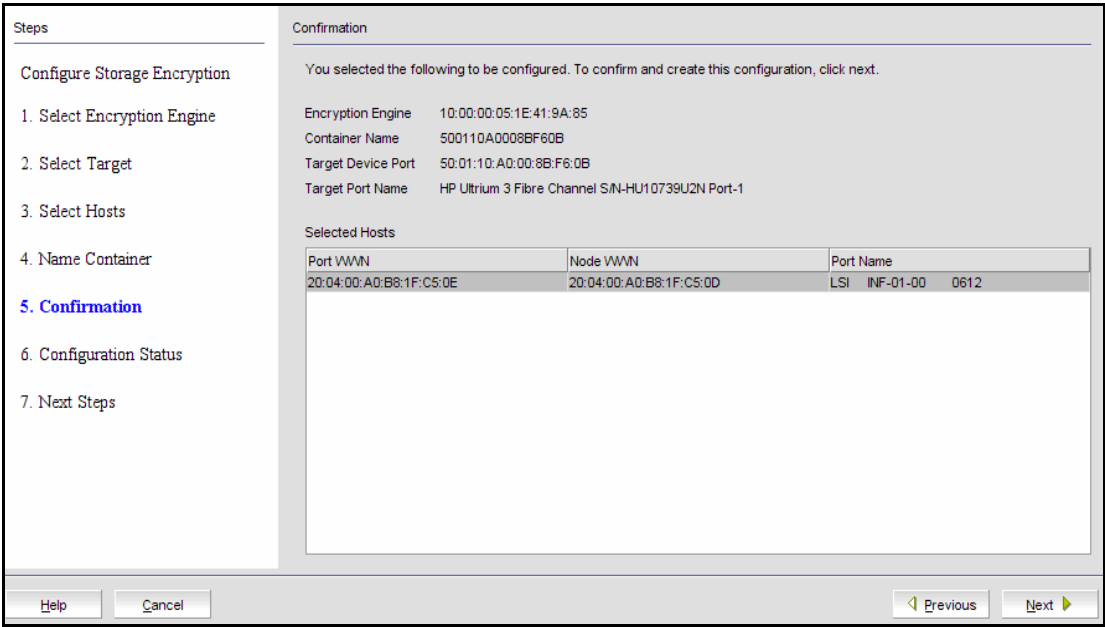 Steps
Configure Storage Encryption
1. Select Encryption Engine
2. Select Target
3. Select Hosts
4. Name Container
5. Confirmation
6. Configuration Status
7. Next Steps
Confirmation
You selected the following to be configured. To confirm and create this configuration, click next.
Encryption Engine 10:00:00:05:1E:41:9A:85
Container Name 500110A0008BF60B
Target Device Port 50:01:10:A0:00:8B:F6:0B
Target Port Name HP Ultrium 3 Fibre Channel S/N-HU10739U2N Port-1
Selected Hosts
Port WWN Node WWN Port Name
20:04:00:A0:B8:1F:C5:0E 20:04:00:A0:B8:1F:C5:0D LSI INF-01-00 0612
Help Cancel Previous Next